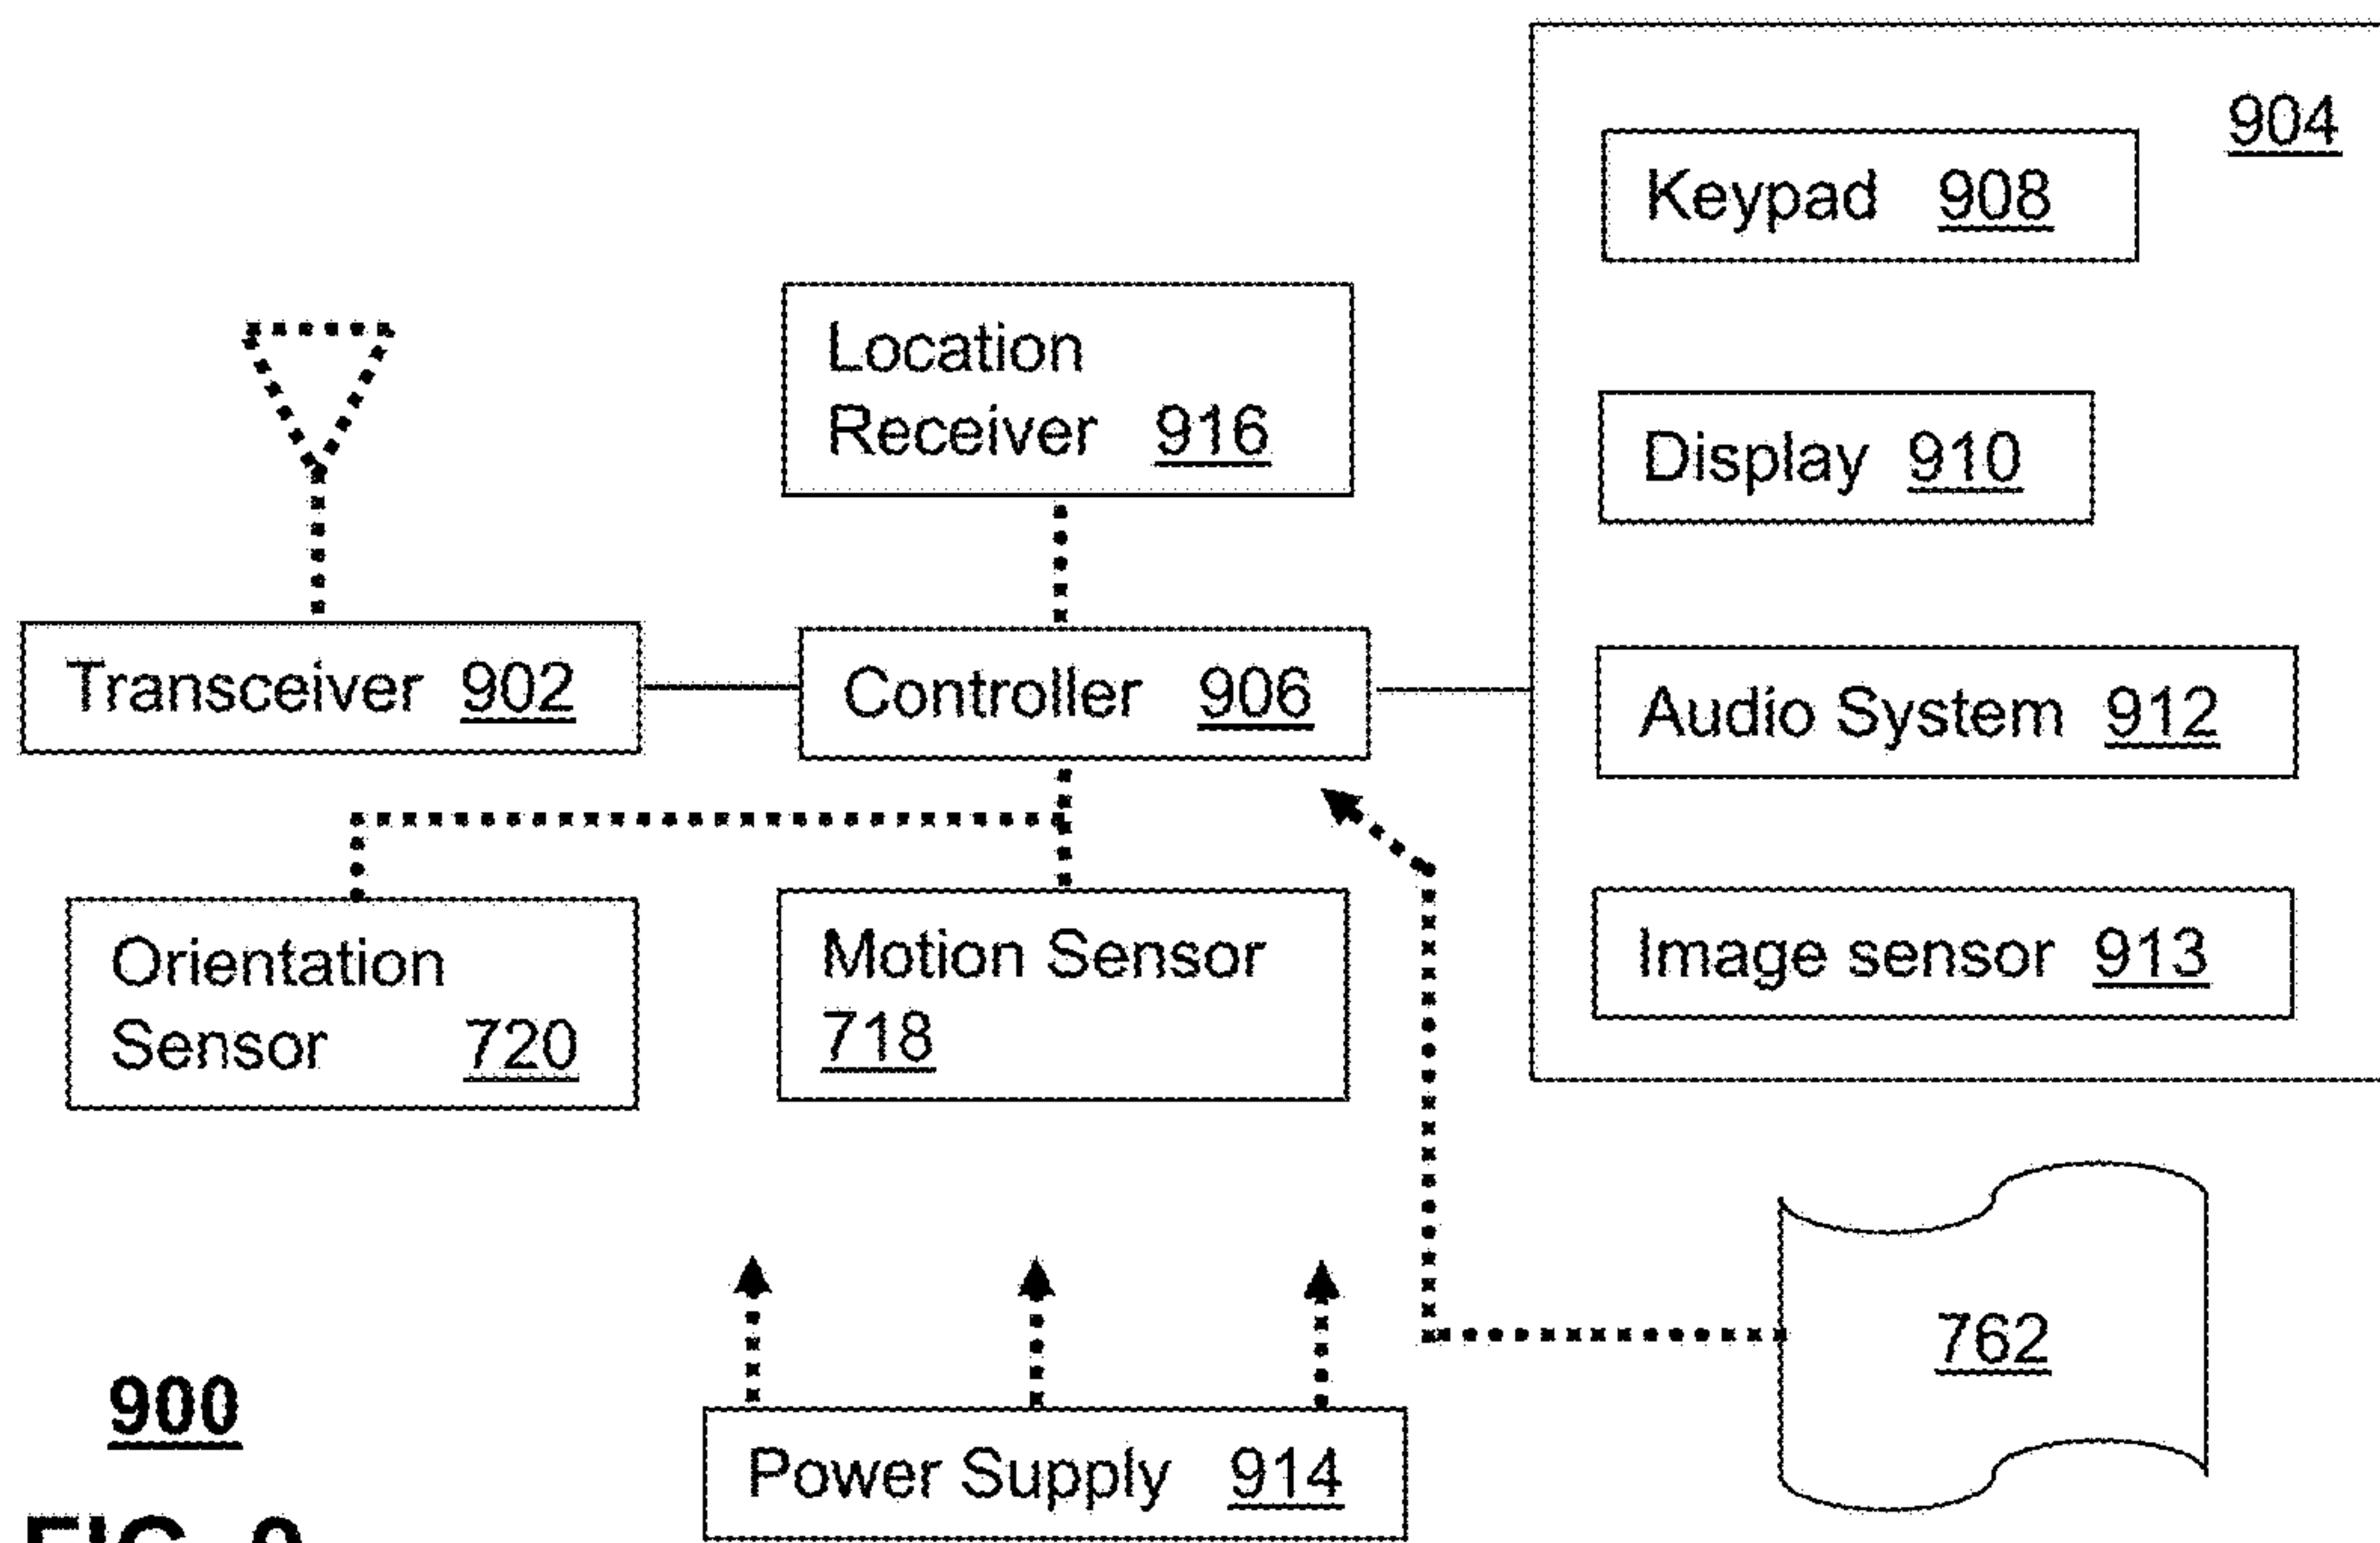 904
Keypad 908
Location
Receiver 916
Display 910
Transceiver 902
Controller 906
Audio System 912
Orientation
Sensor 720
Motion Sensor
718
Image sensor 913
762
900
Power Supply 914